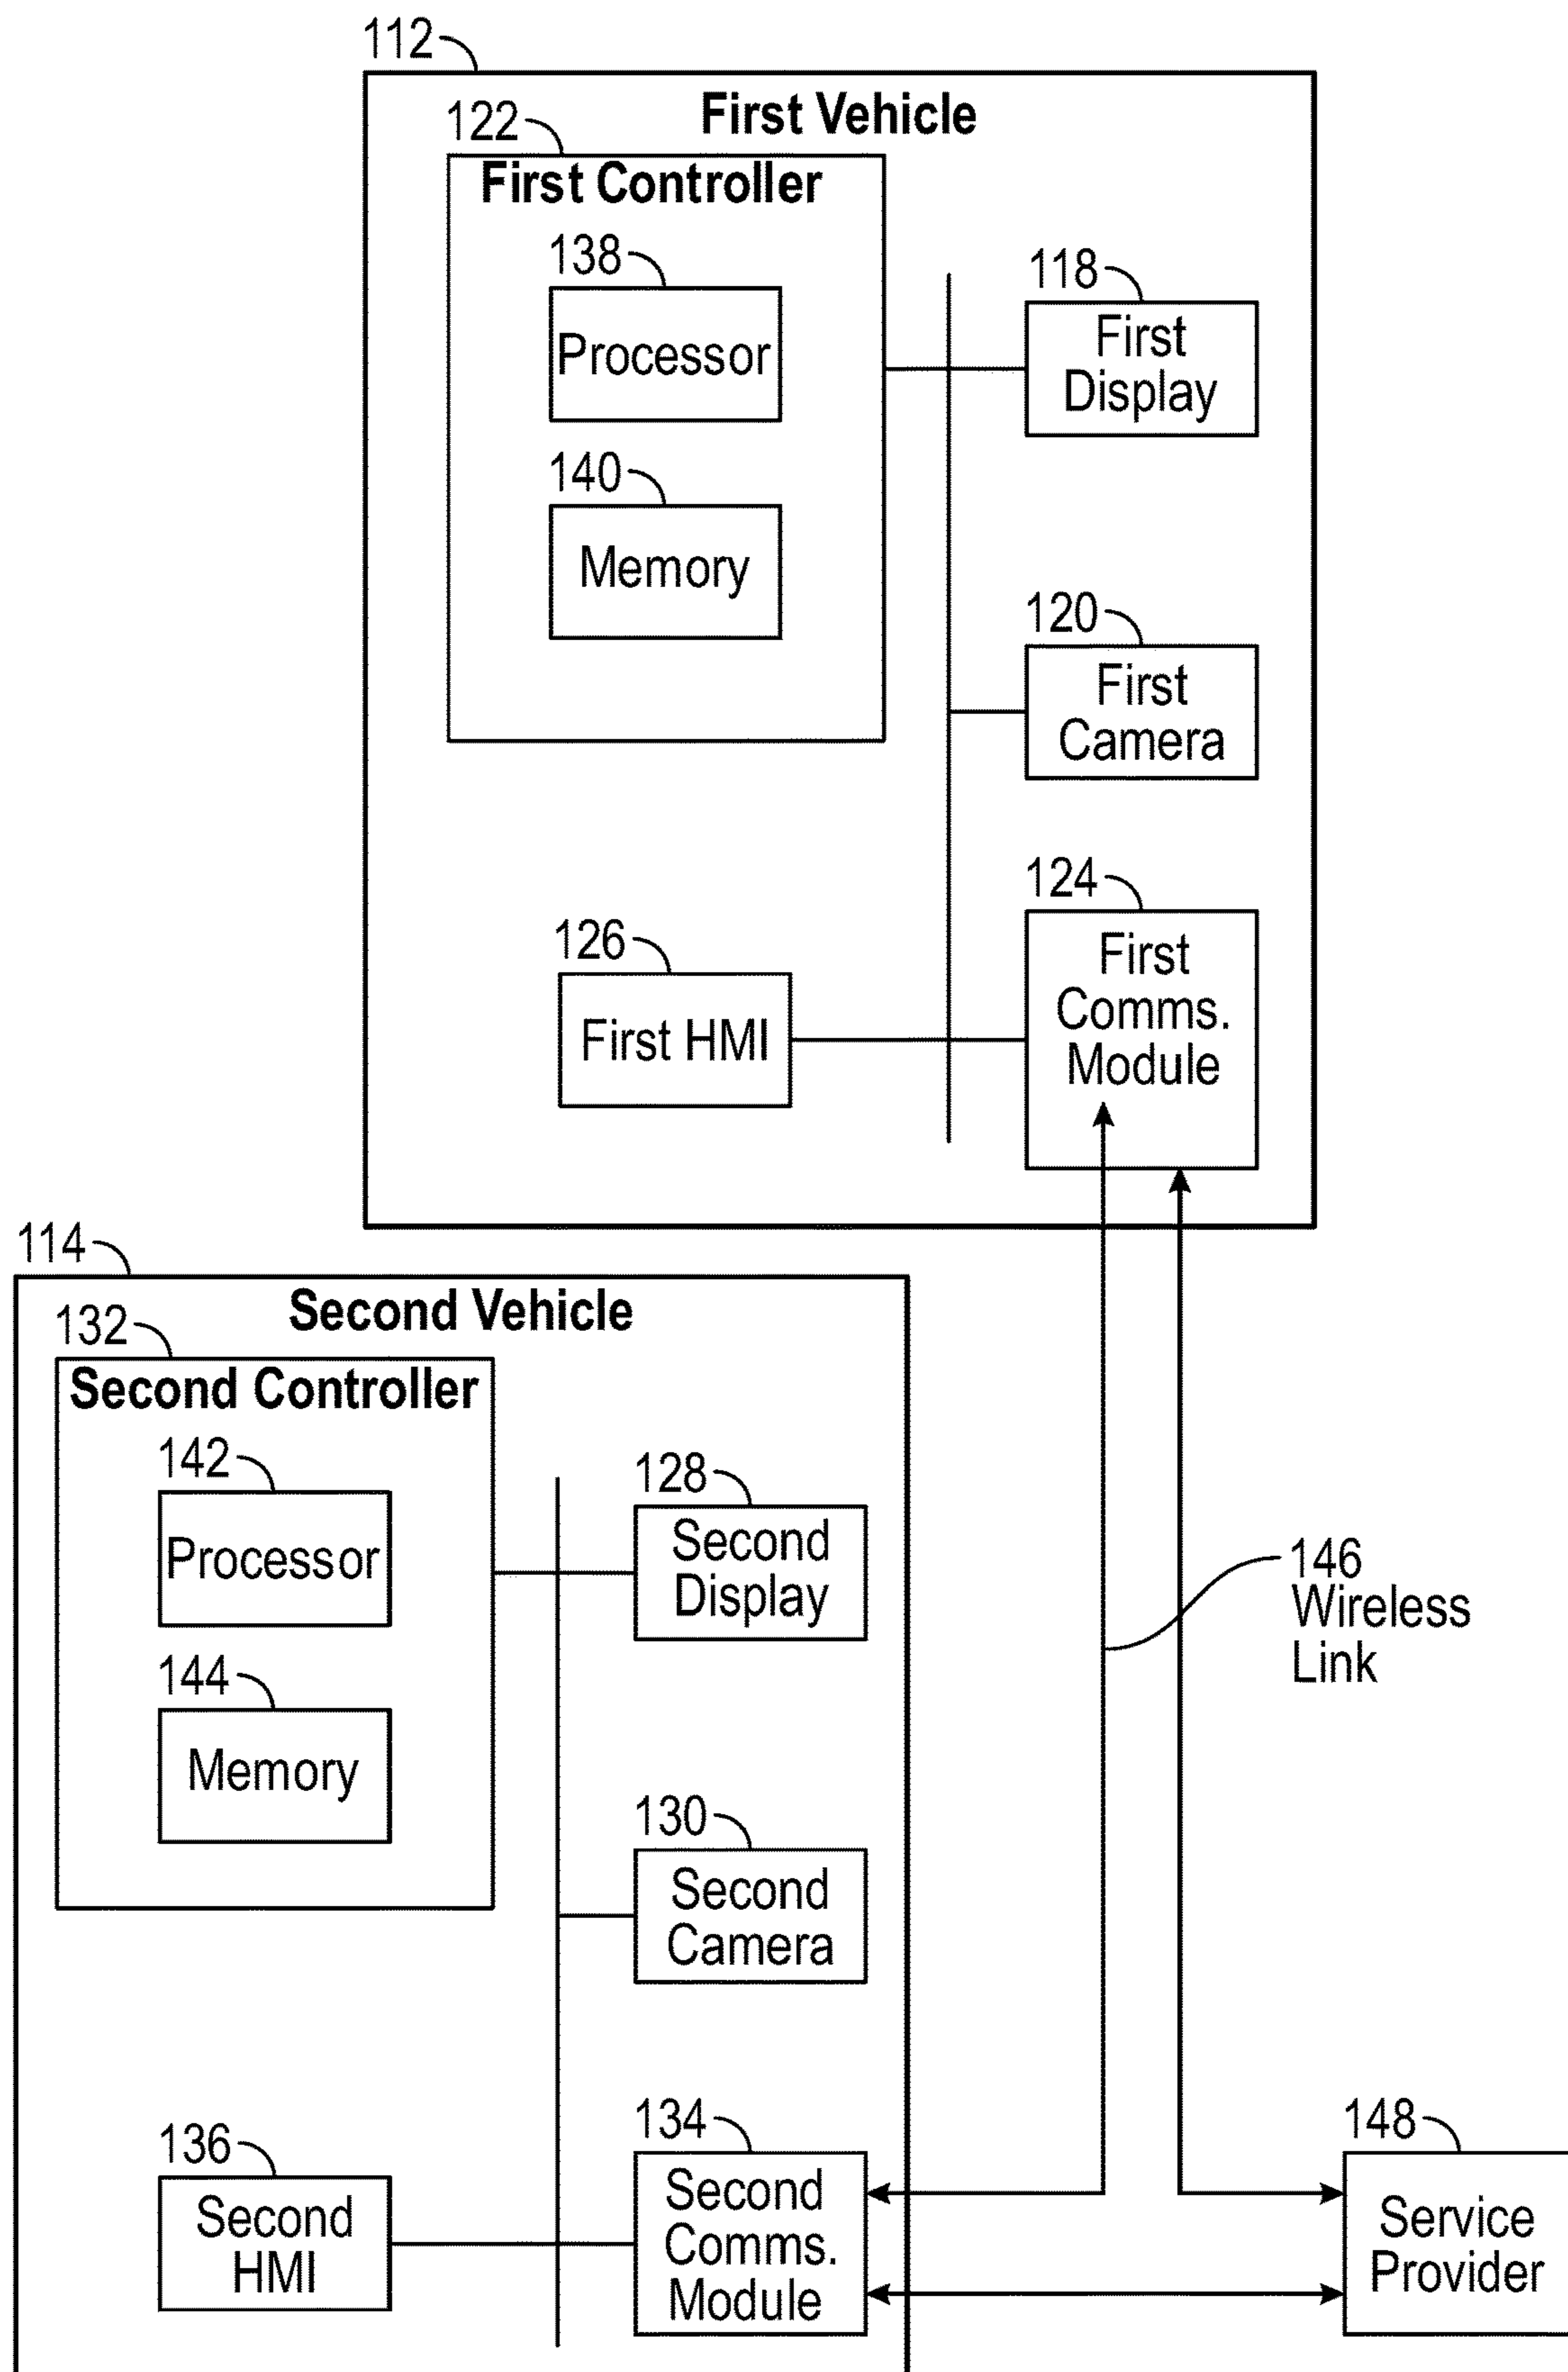 112
First Vehicle
122
First Controller
138
Processor
140
Memory
118
First
Display
120
First
Camera
124
First
Comms.
Module
126
First HMI
114
Second Vehicle
132
Second Controller
142
Processor
144
Memory
128
Second
Display
130
Second
Camera
134
Second
Comms.
Module
136
Second
HMI
146
Wireless
Link
148
Service
Provider